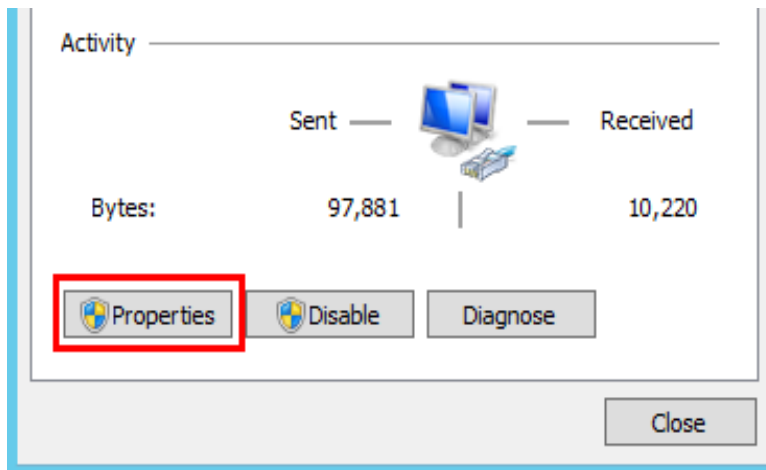 Activity
Sent Received
Bytes: 97,881 10,220
Properties Disable Diagnose
Close